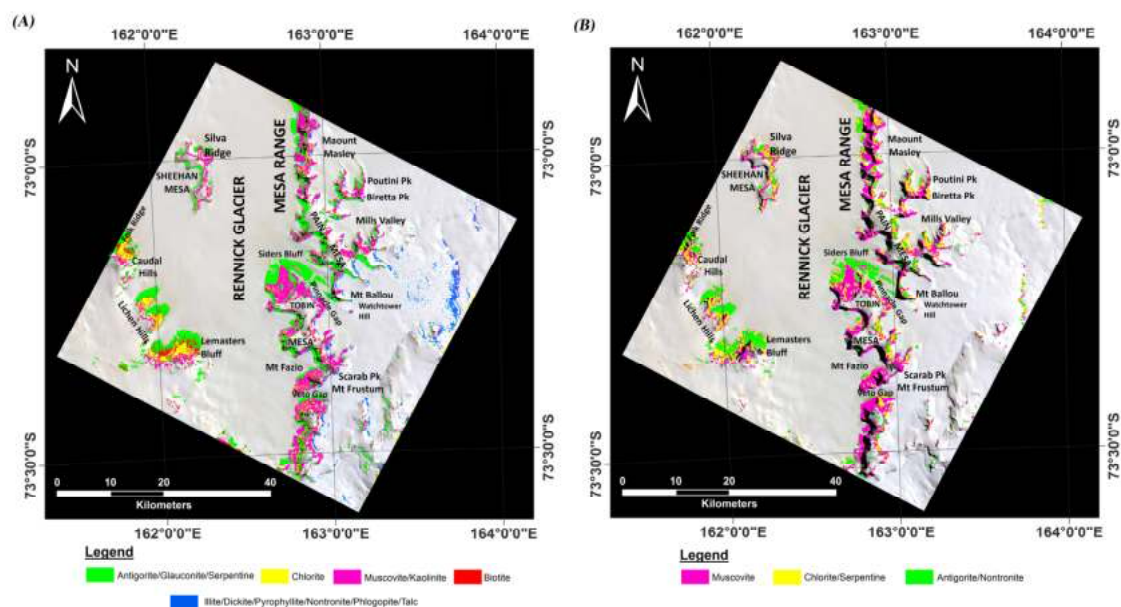 (A)
162°0'0"E
163°0'0"E
164°0'0"E
N
73°0'0"S
73°0'0"S
Silva
Ridge
SHEEHAN
MESA
MESA RANGE
Maount
Masley
Poutini Pk
Biretta Pk
Mills Valley
RENNICK GLACIER
Ridge
Caudal
Hills
Siders Bluff
Pinnacle Gap
Mt Ballou
Watchtower
Hill
TOBIN
MESA
Lichen Hills
Lemasters
Bluff
Mt Fazio
Scarab Pk
Mt Frustum
Veto Gap
73°30'0"S
73°30'0"S
0 10 20 40
Kilometers
162°0'0"E
163°0'0"E
164°0'0"E
Legend
Antigorite/Glauconite/Serpentine
Chlorite
Muscovite/Kaolinite
Biotite
Illite/Dickite/Pyrophyllite/Nontronite/Phlogopite/Talc
(B)
162°0'0"E
163°0'0"E
164°0'0"E
N
73°0'0"S
73°0'0"S
Silva
Ridge
SHEEHAN
MESA
MESA RANGE
Maount
Masley
Poutini Pk
Biretta Pk
Mills Valley
RENNICK GLACIER
Ridge
Caudal
Hills
Siders Bluff
Pinnacle Gap
Mt Ballou
Watchtower
Hill
TOBIN
MESA
Lichen Hills
Lemasters
Bluff
Mt Fazio
Scarab Pk
Mt Frustum
Veto Gap
73°30'0"S
73°30'0"S
0 10 20 40
Kilometers
162°0'0"E
163°0'0"E
164°0'0"E
Legend
Muscovite
Chlorite/Serpentine
Antigorite/Nontronite